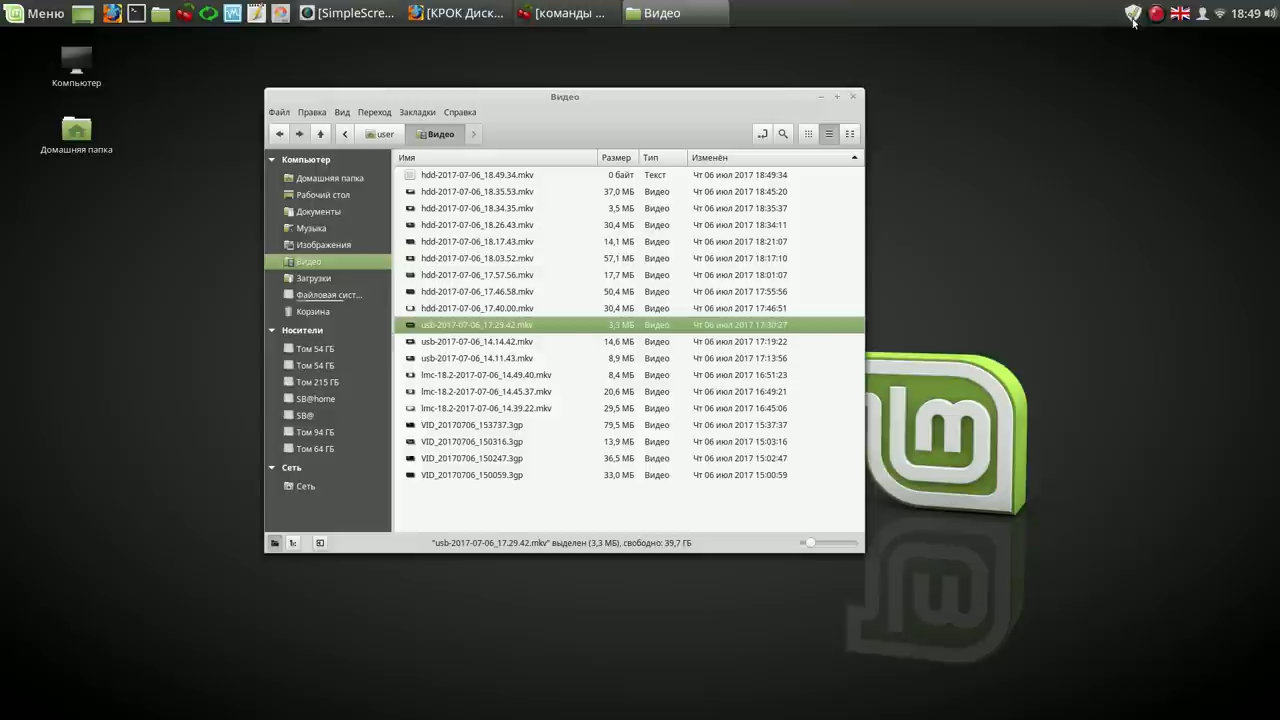 Меню
[SimpleScre...
[КРОК Диск...
[команды ...
Видео
18:49
Компьютер
Домашняя папка
Видео
Файл Правка Вид Переход Закладки Справка
user
Видео
Компьютер
Домашняя папка
Рабочий стол
Документы
Музыка
Изображения
Видео
Загрузки
Файловая сист...
Корзина
Носители
Том 54 ГБ
Том 54 ГБ
Том 215 ГБ
SB@home
SB@
Том 94 ГБ
Том 64 ГБ
Сеть
Сеть
Имя Размер Тип Изменён
hdd-2017-07-06_18.49.34.mkv 0 байт Текст Чт 06 июл 2017 18:49:34
hdd-2017-07-06_18.35.53.mkv 37,0 МБ Видео Чт 06 июл 2017 18:45:20
hdd-2017-07-06_18.34.35.mkv 3,5 МБ Видео Чт 06 июл 2017 18:35:37
hdd-2017-07-06_18.26.43.mkv 30,4 МБ Видео Чт 06 июл 2017 18:34:11
hdd-2017-07-06_18.17.43.mkv 14,1 МБ Видео Чт 06 июл 2017 18:21:07
hdd-2017-07-06_18.03.52.mkv 57,1 МБ Видео Чт 06 июл 2017 18:17:10
hdd-2017-07-06_17.57.56.mkv 17,7 МБ Видео Чт 06 июл 2017 18:01:07
hdd-2017-07-06_17.46.58.mkv 50,4 МБ Видео Чт 06 июл 2017 17:55:56
hdd-2017-07-06_17.40.00.mkv 30,4 МБ Видео Чт 06 июл 2017 17:46:51
usb-2017-07-06_17.29.42.mkv 3,3 МБ Видео Чт 06 июл 2017 17:30:27
usb-2017-07-06_14.14.42.mkv 14,6 МБ Видео Чт 06 июл 2017 17:19:22
usb-2017-07-06_14.11.43.mkv 8,9 МБ Видео Чт 06 июл 2017 17:13:56
lmc-18.2-2017-07-06_14.49.40.mkv 8,4 МБ Видео Чт 06 июл 2017 16:51:23
lmc-18.2-2017-07-06_14.45.37.mkv 20,6 МБ Видео Чт 06 июл 2017 16:49:21
lmc-18.2-2017-07-06_14.39.22.mkv 29,5 МБ Видео Чт 06 июл 2017 16:45:06
VID_20170706_153737.3gp 79,5 МБ Видео Чт 06 июл 2017 15:37:37
VID_20170706_150316.3gp 13,9 МБ Видео Чт 06 июл 2017 15:03:16
VID_20170706_150247.3gp 36,5 МБ Видео Чт 06 июл 2017 15:02:47
VID_20170706_150059.3gp 33,0 МБ Видео Чт 06 июл 2017 15:00:59
"usb-2017-07-06_17.29.42.mkv" выделен (3,3 МБ), свободно: 39,7 ГБ